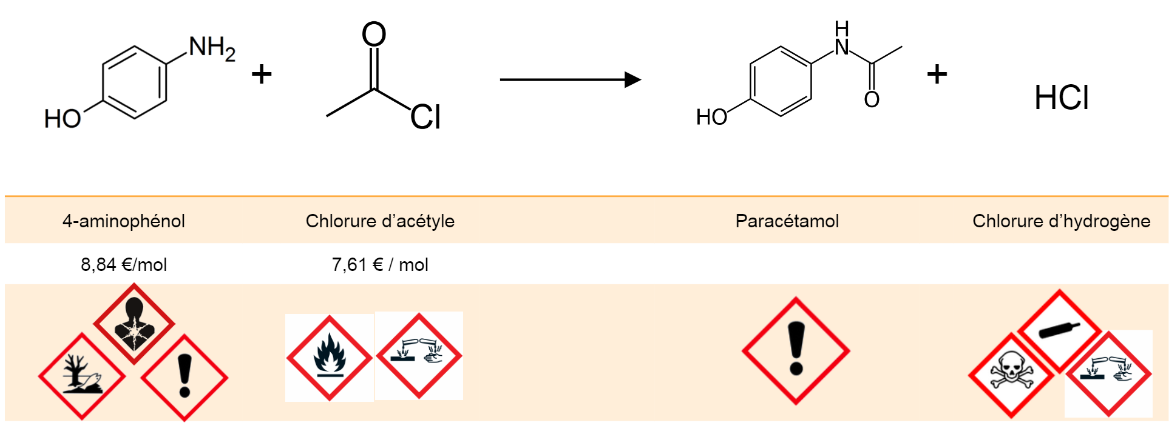 NH2
HO
+
O
Cl
H
N
O
HO
+
HCl
4-aminophénol
Chlorure d'acétyle
Paracétamol
Chlorure d'hydrogène
8,84 €/mol
7,61 € / mol